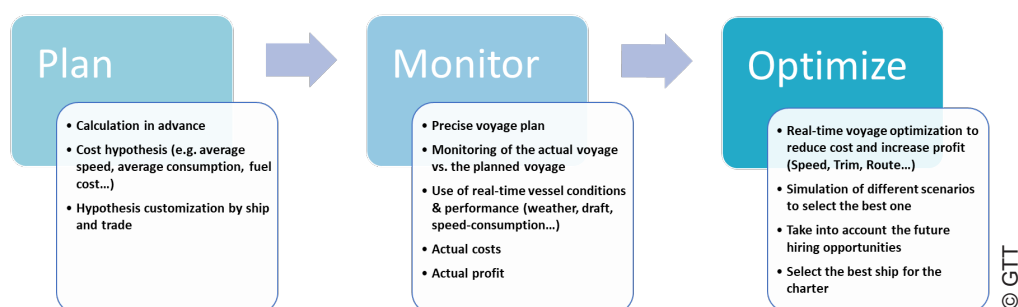 Plan
• Calculation in advance
• Cost hypothesis (e.g. average
speed, average consumption, fuel
cost...)
• Hypothesis customization by ship
and trade
Monitor
• Precise voyage plan
• Monitoring of the actual voyage
vs. the planned voyage
• Use of real-time vessel conditions
& performance (weather, draft,
speed-consumption...)
• Actual costs
• Actual profit
Optimize
• Real-time voyage optimization to
reduce cost and increase profit
(Speed, Trim, Route...)
• Simulation of different scenarios
to select the best one
• Take into account the future
hiring opportunities
• Select the best ship for the
charter
© GTT